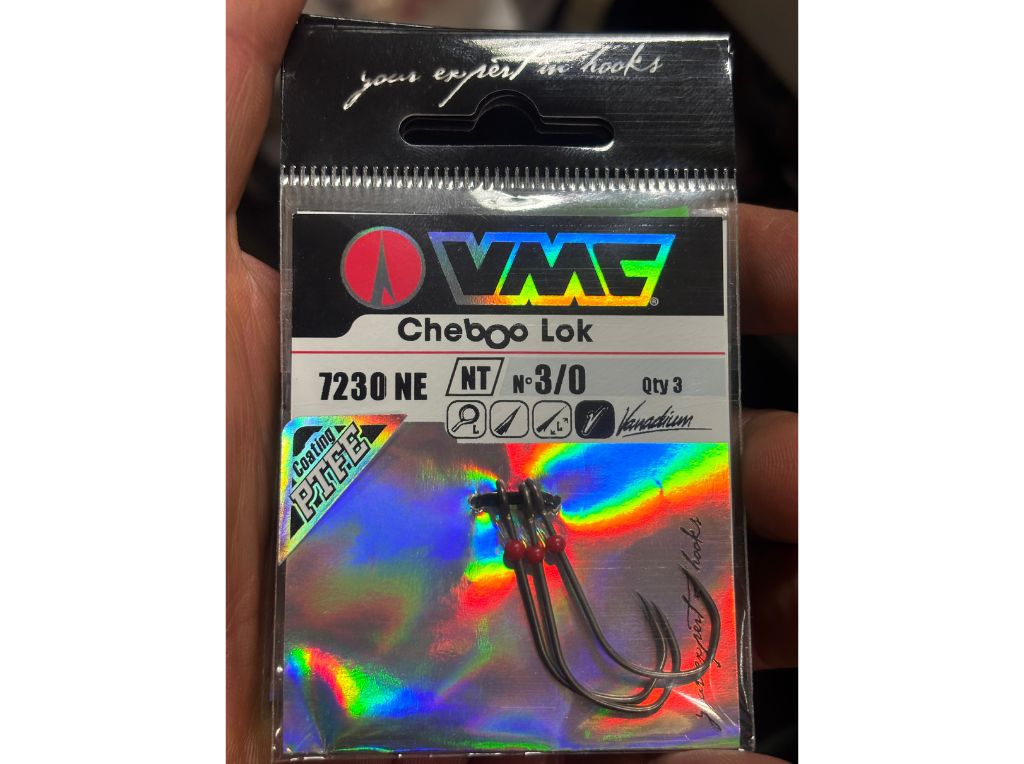 your expert in hooks
VMC®
Cheboo Lok
7230 NE NT N° 3/0 Qty 3
L L Vanadium
Coating
PTFE
your expert hooks